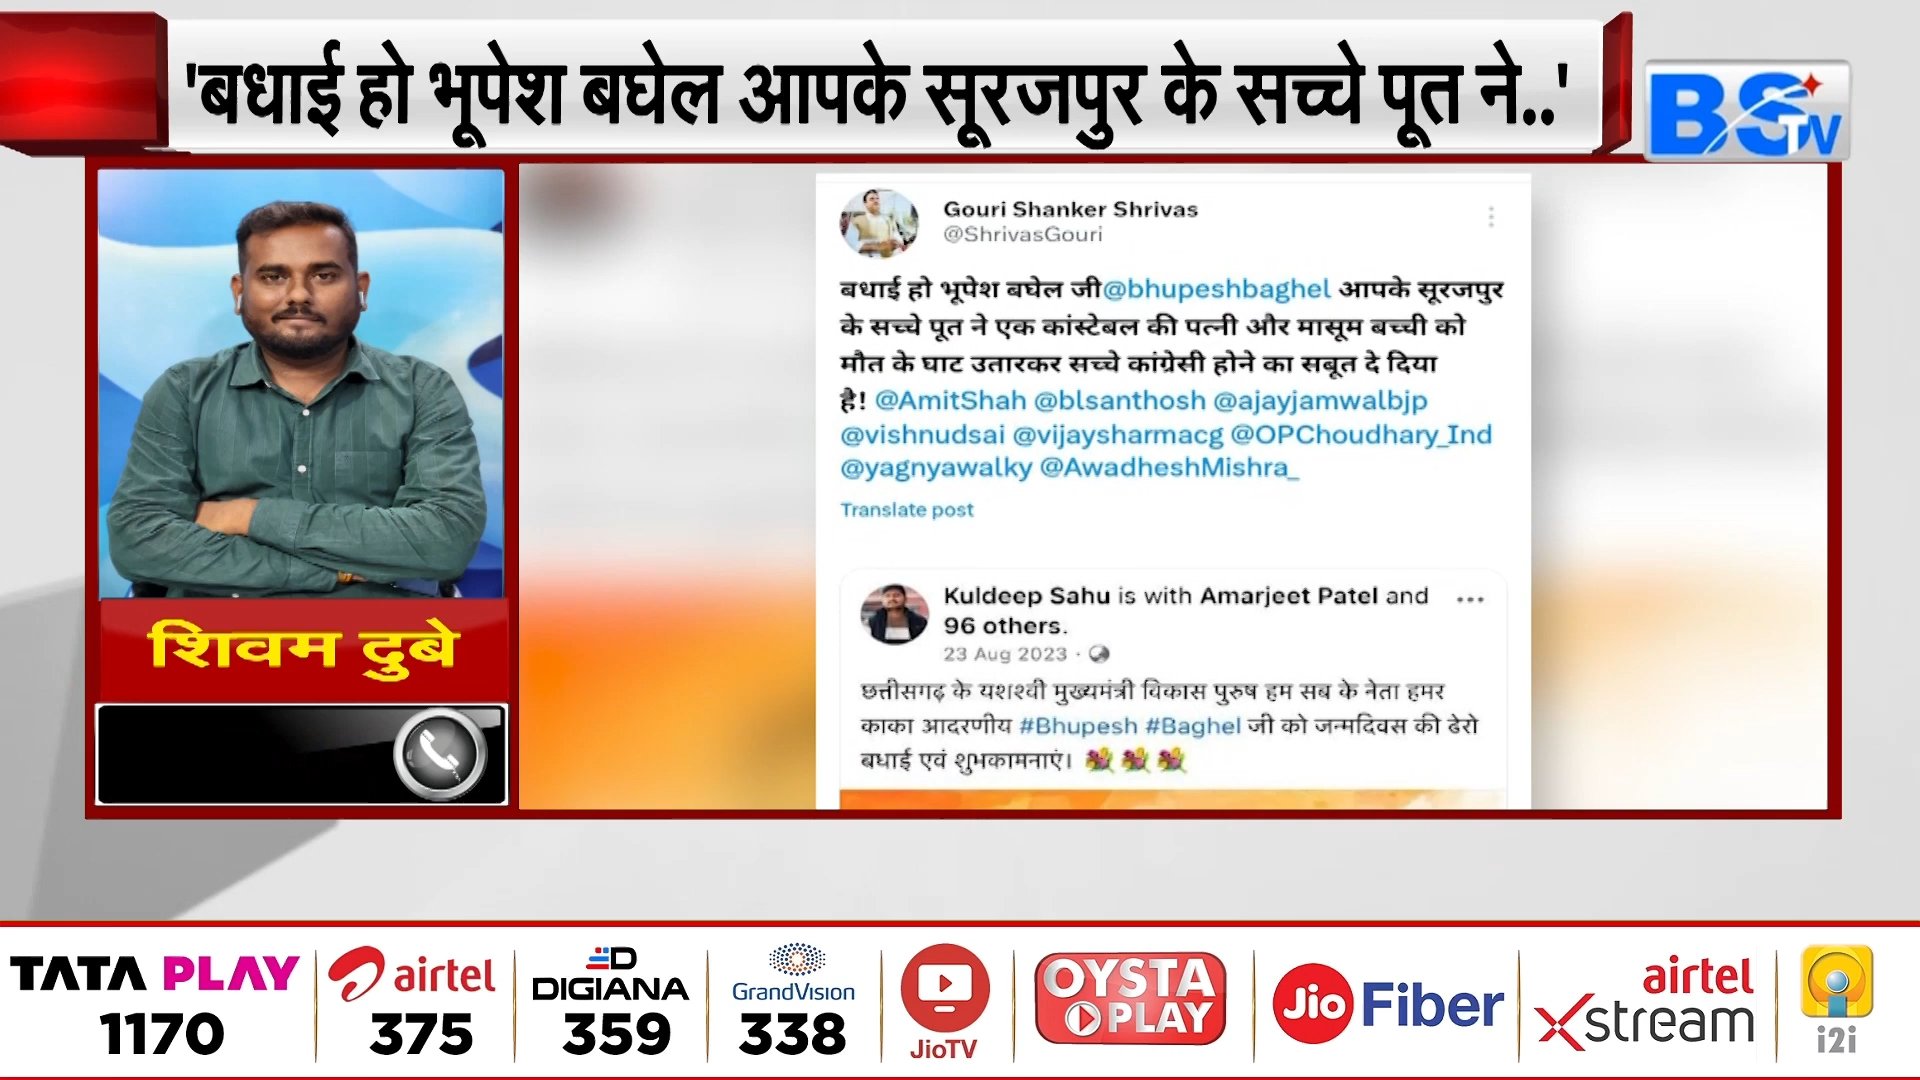 'बधाई हो भूपेश बघेल आपके सूरजपुर के सच्चे पूत ने..'
BSTV
Gouri Shanker Shrivas
@ShrivasGouri
बधाई हो भूपेश बघेल जी@bhupeshbaghel आपके सूरजपुर
के सच्चे पूत ने एक कांस्टेबल की पत्नी और मासूम बच्ची को
मौत के घाट उतारकर सच्चे कांग्रेसी होने का सबूत दे दिया
है! @AmitShah @blsanthosh @ajayjamwalbjp
@vishnudsai @vijaysharmacg @OPChoudhary_Ind
@yagnyawalky @AwadheshMishra_
Translate post
Kuldeep Sahu is with Amarjeet Patel and
96 others.
23 Aug 2023 ·
छत्तीसगढ़ के यशश्वी मुख्यमंत्री विकास पुरुष हम सब के नेता हमर
काका आदरणीय #Bhupesh #Baghel जी को जन्मदिवस की ढेरो
बधाई एवं शुभकामनाएं। 💐💐💐
शिवम दुबे
TATA PLAY
1170
airtel
375
D
DIGIANA
359
GrandVision
338
JioTV
OYSTA
PLAY
Jio Fiber
airtel
Xstream
i2i